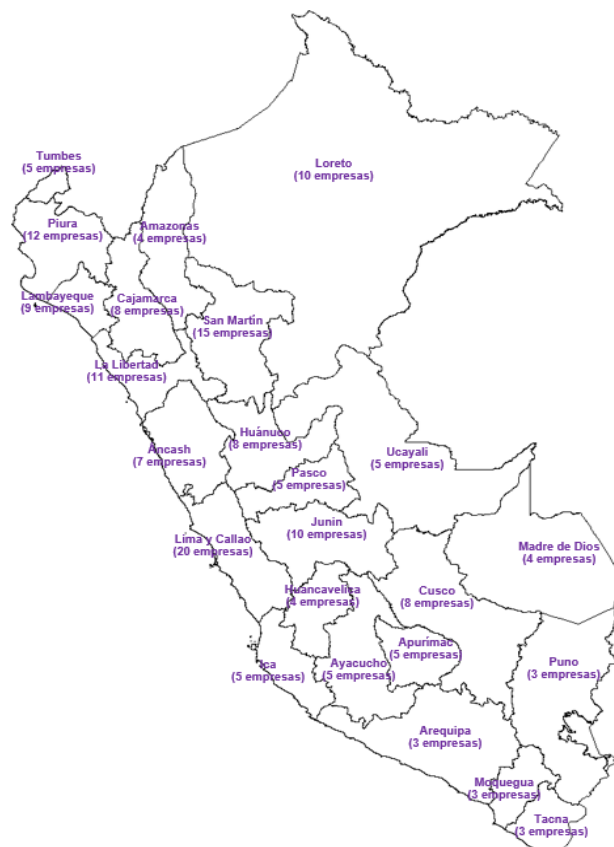 Tumbes
(5 empresas)
Loreto
(10 empresas)
Piura
(12 empresas)
Amazonas
(4 empresas)
Lambayeque
(9 empresas)
Cajamarca
(8 empresas)
San Martín
(15 empresas)
La Libertad
(11 empresas)
Ancash
(7 empresas)
Huánuco
(8 empresas)
Ucayali
(5 empresas)
Pasco
(5 empresas)
Lima y Callao
(20 empresas)
Junin
(10 empresas)
Madre de Dios
(4 empresas)
Huancavelica
(4 empresas)
Cusco
(8 empresas)
Ica
(5 empresas)
Ayacucho
(5 empresas)
Apurímac
(5 empresas)
Puno
(3 empresas)
Arequipa
(3 empresas)
Moquegua
(3 empresas)
Tacna
(3 empresas)